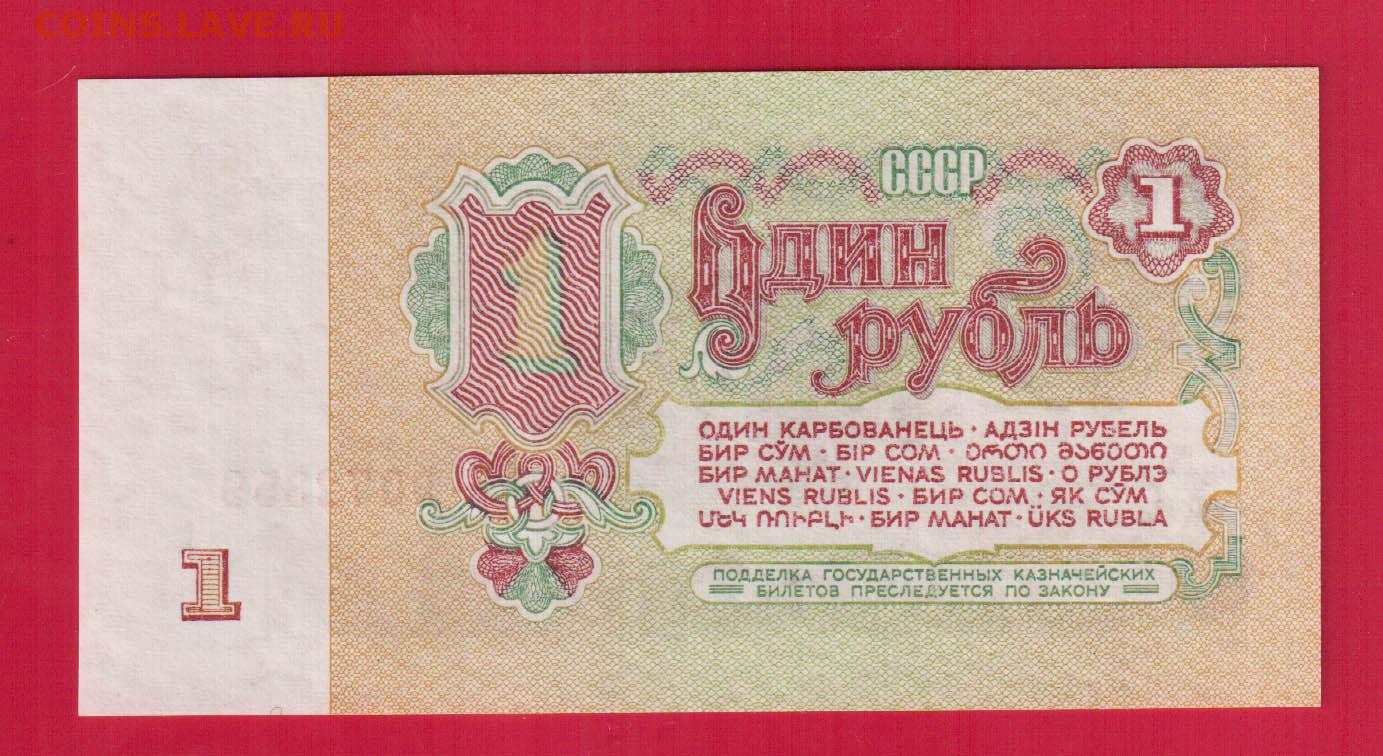 COINS.LAVE.RU
СССР
1
1
Один
рубль
ОДИН КАРБОВАНЕЦЬ · АДЗІН РУБЕЛЬ
БИР СЎМ · БІР СОМ · ᲔᲠᲗᲘ ᲛᲐᲜᲔᲗᲘ
БИР МАНАТ · VIENAS RUBLIS · О РУБЛЭ
VIENS RUBLIS · БИР СОМ · ЯК СӮМ
ՄԵԿ ՌՈՒԲԼԻ · БИР МАНАТ · ÜKS RUBLA
ПОДДЕЛКА ГОСУДАРСТВЕННЫХ КАЗНАЧЕЙСКИХ
БИЛЕТОВ ПРЕСЛЕДУЕТСЯ ПО ЗАКОНУ
1